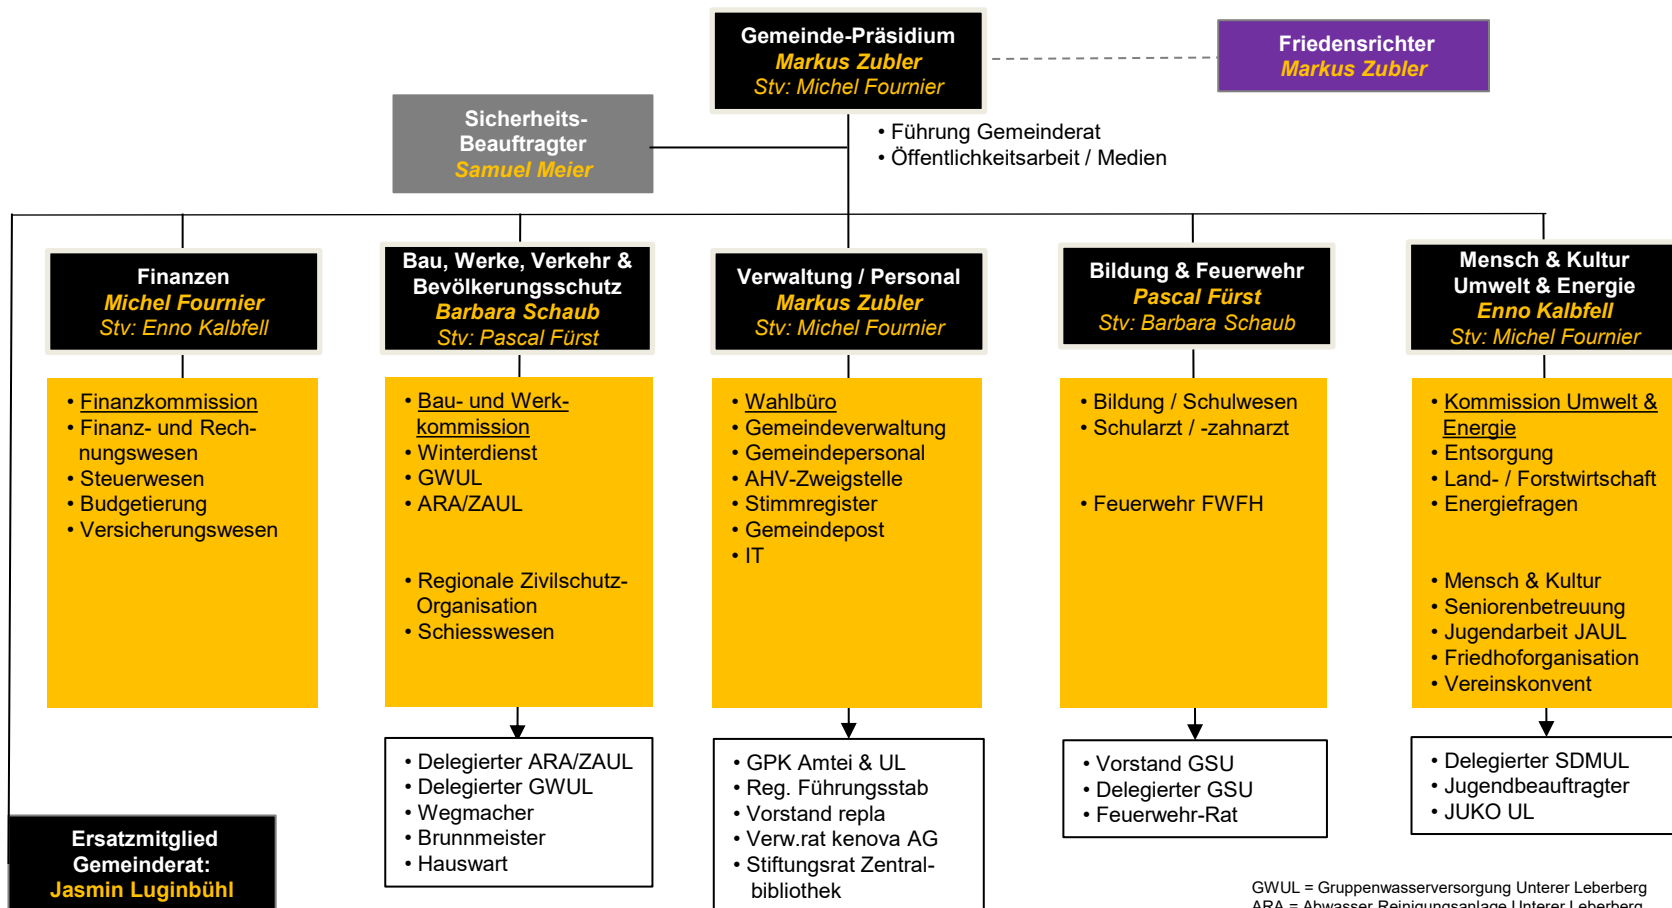 Gemeinde-Präsidium
Markus Zubler
Stv: Michel Fournier
Friedensrichter
Markus Zubler
Sicherheits-
Beauftragter
Samuel Meier
• Führung Gemeinderat
• Öffentlichkeitsarbeit / Medien
Finanzen
Michel Fournier
Stv: Enno Kalbfell
Bau, Werke, Verkehr &
Bevölkerungsschutz
Barbara Schaub
Stv: Pascal Fürst
Verwaltung / Personal
Markus Zubler
Stv: Michel Fournier
Bildung & Feuerwehr
Pascal Fürst
Stv: Barbara Schaub
Mensch & Kultur
Umwelt & Energie
Enno Kalbfell
Stv: Michel Fournier
• Finanzkommission
• Finanz- und Rech-
nungswesen
• Steuerwesen
• Budgetierung
• Versicherungswesen
• Bau- und Werk-
kommission
• Winterdienst
• GWUL
• ARA/ZAUL
• Regionale Zivilschutz-
Organisation
• Schiesswesen
• Wahlbüro
• Gemeindeverwaltung
• Gemeindepersonal
• AHV-Zweigstelle
• Stimmregister
• Gemeindepost
• IT
• Bildung / Schulwesen
• Schularzt / -zahnarzt
• Feuerwehr FWFH
• Kommission Umwelt &
Energie
• Entsorgung
• Land- / Forstwirtschaft
• Energiefragen
• Mensch & Kultur
• Seniorenbetreuung
• Jugendarbeit JAUL
• Friedhoforganisation
• Vereinskonvent
• Delegierter ARA/ZAUL
• Delegierter GWUL
• Wegmacher
• Brunnmeister
• Hauswart
• GPK Amtei & UL
• Reg. Führungsstab
• Vorstand repla
• Verw.rat kenova AG
• Stiftungsrat Zentral-
bibliothek
• Vorstand GSU
• Delegierter GSU
• Feuerwehr-Rat
• Delegierter SDMUL
• Jugendbeauftragter
• JUKO UL
Ersatzmitglied
Gemeinderat:
Jasmin Luginbühl
GWUL = Gruppenwasserversorgung Unterer Leberberg
ARA = Abwasser Reinigungsanlage Unterer Leberberg